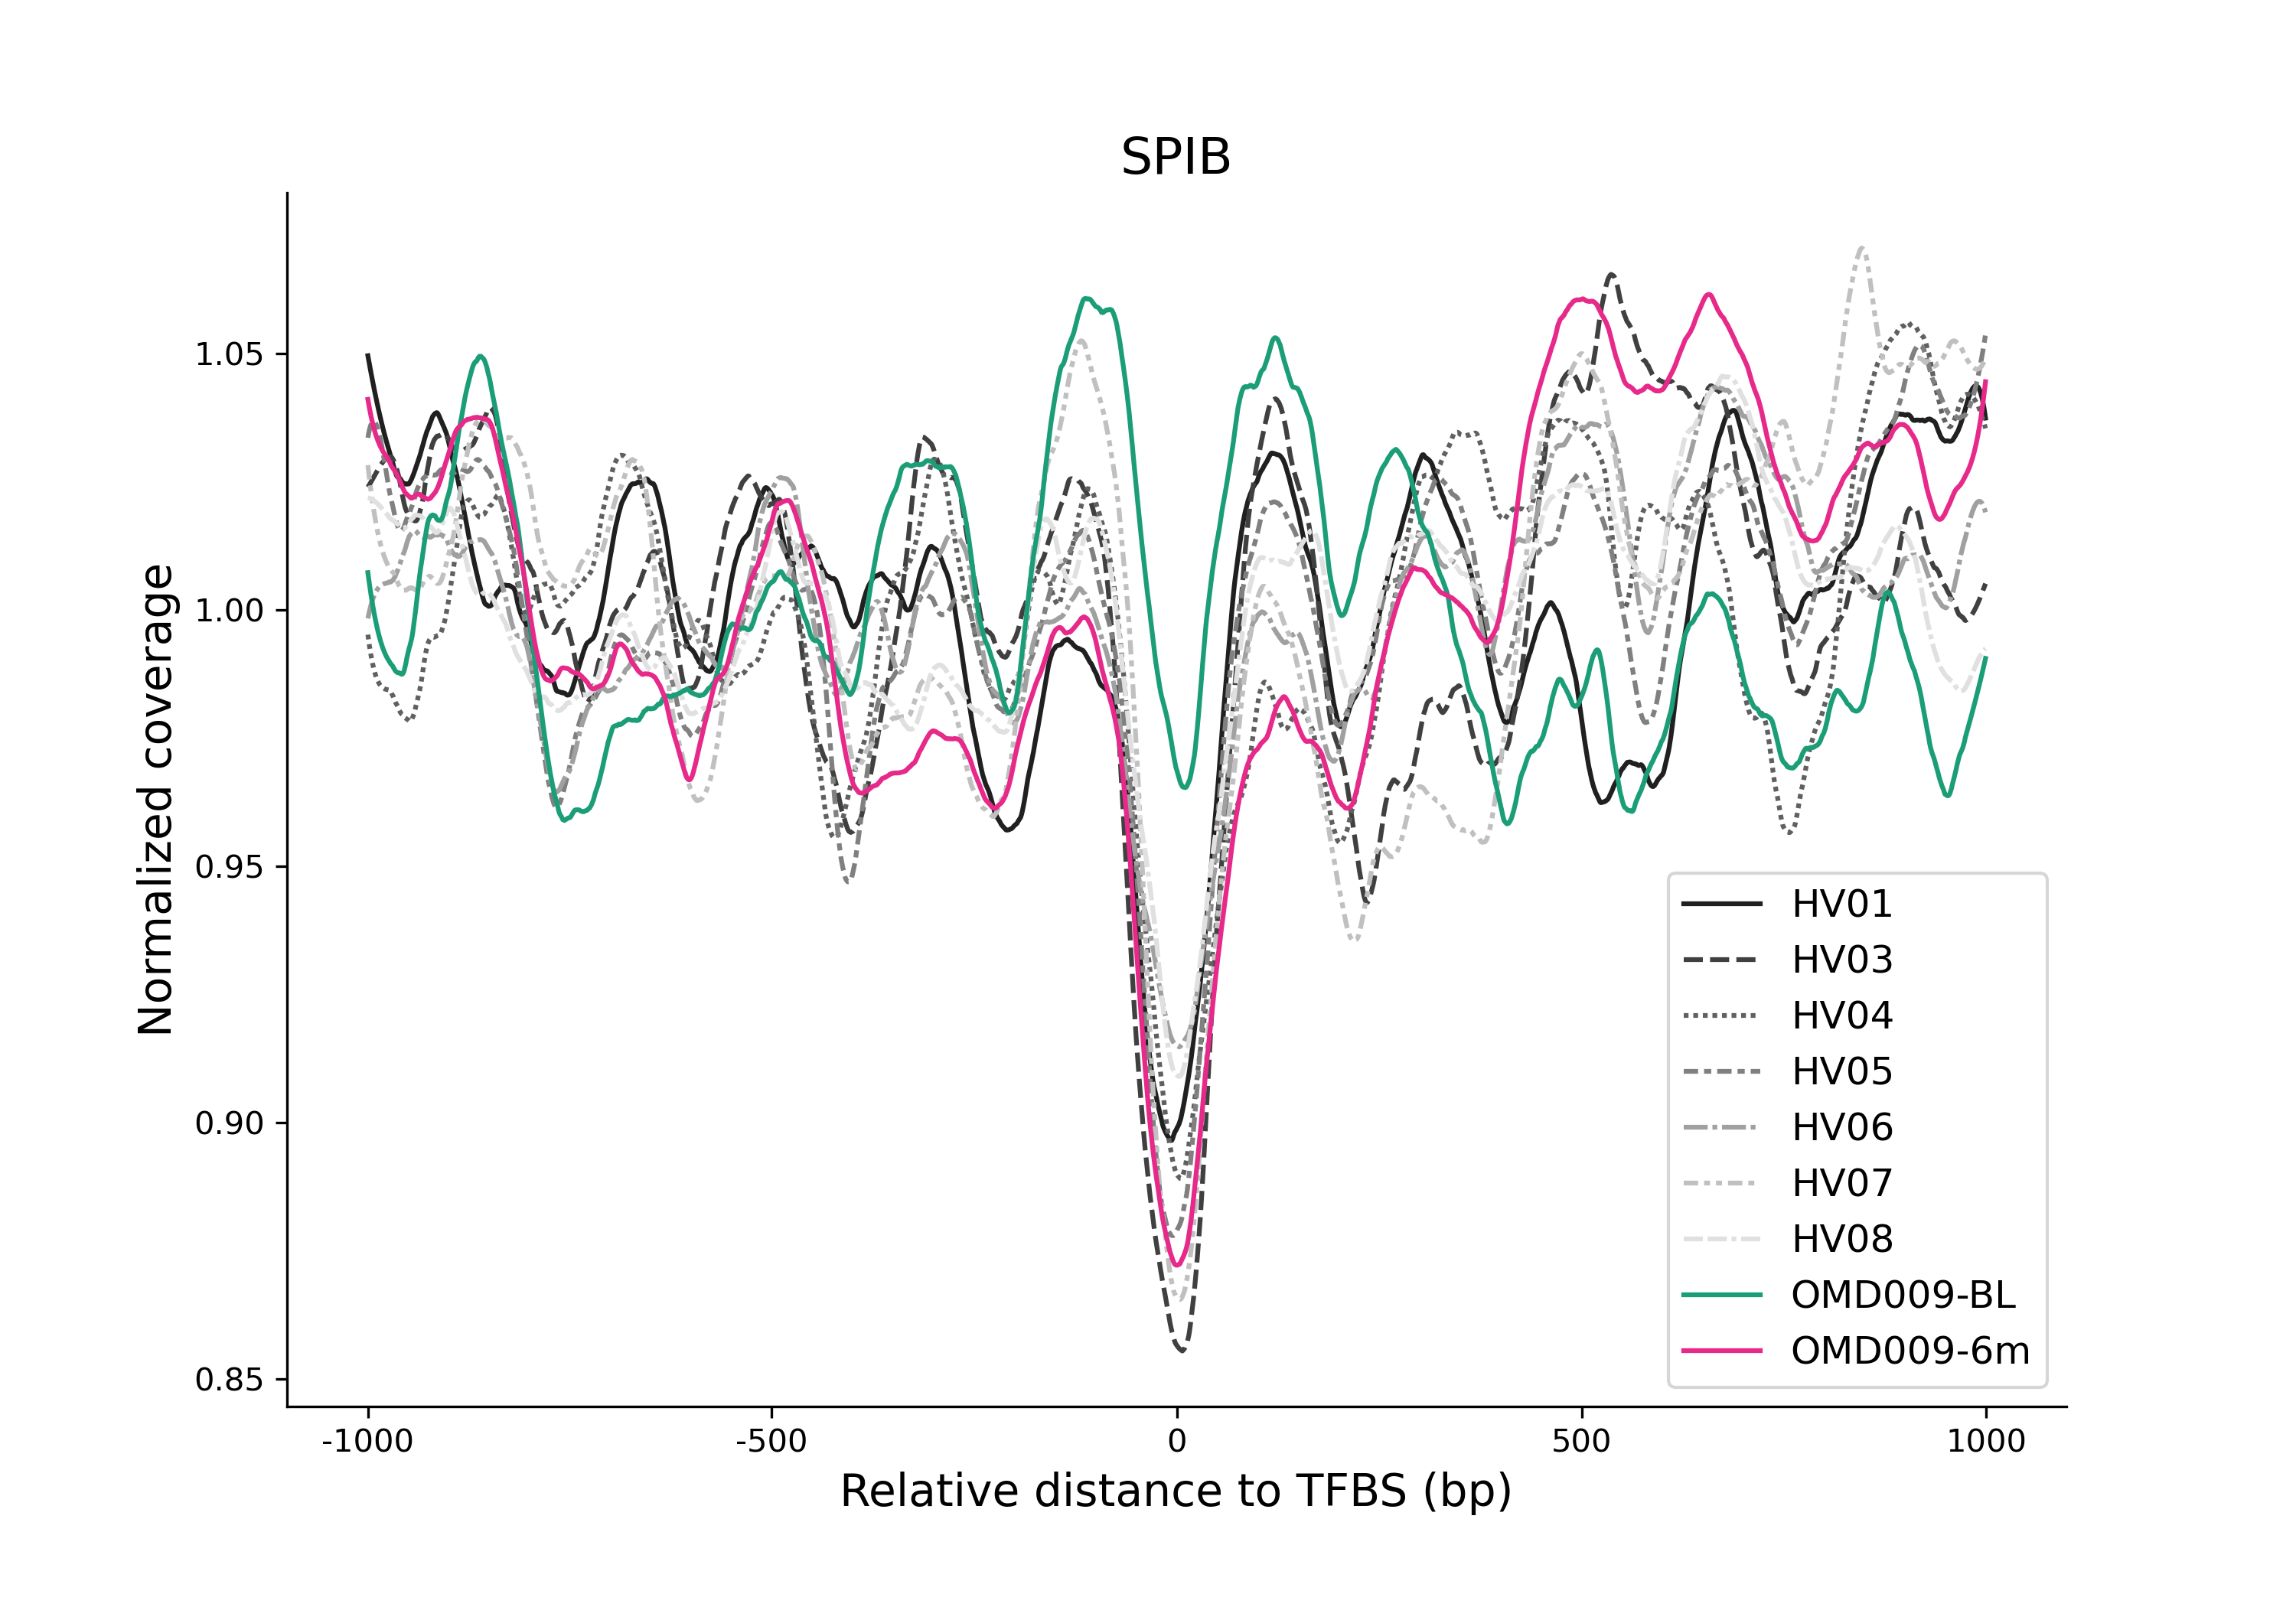 SPIB
Normalized coverage
1.05
1.00
0.95
0.90
0.85
-1000
-500
0
500
1000
Relative distance to TFBS (bp)
HV01
HV03
HV04
HV05
HV06
HV07
HV08
OMD009-BL
OMD009-6m